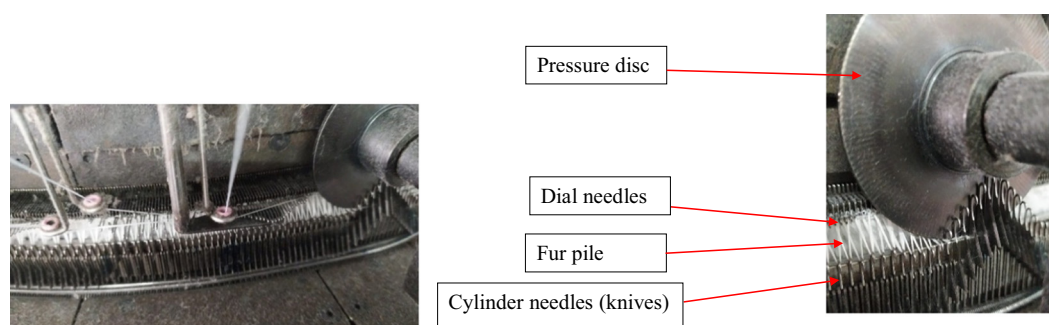 Pressure disc
Dial needles
Fur pile
Cylinder needles (knives)